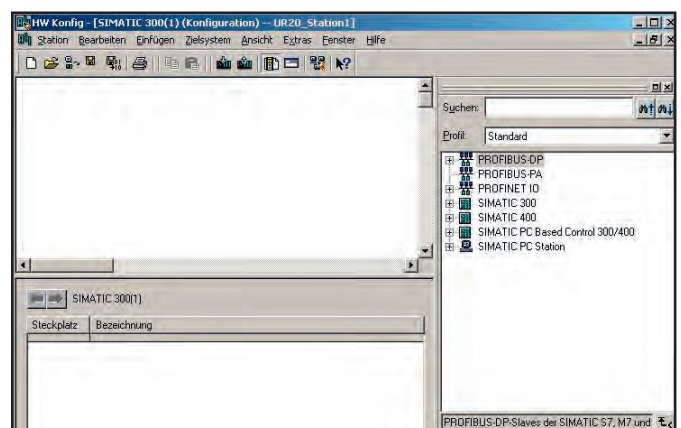 HW Konfig - [SIMATIC 300(1) (Konfiguration) -- UR20_Station1]
Station Bearbeiten Einfügen Zielsystem Ansicht Extras Fenster Hilfe
Suchen:
Profil: Standard
PROFIBUS-DP
PROFIBUS-PA
PROFINET IO
SIMATIC 300
SIMATIC 400
SIMATIC PC Based Control 300/400
SIMATIC PC Station
SIMATIC 300(1)
Steckplatz Bezeichnung
PROFIBUS-DP-Slaves der SIMATIC S7, M7 und